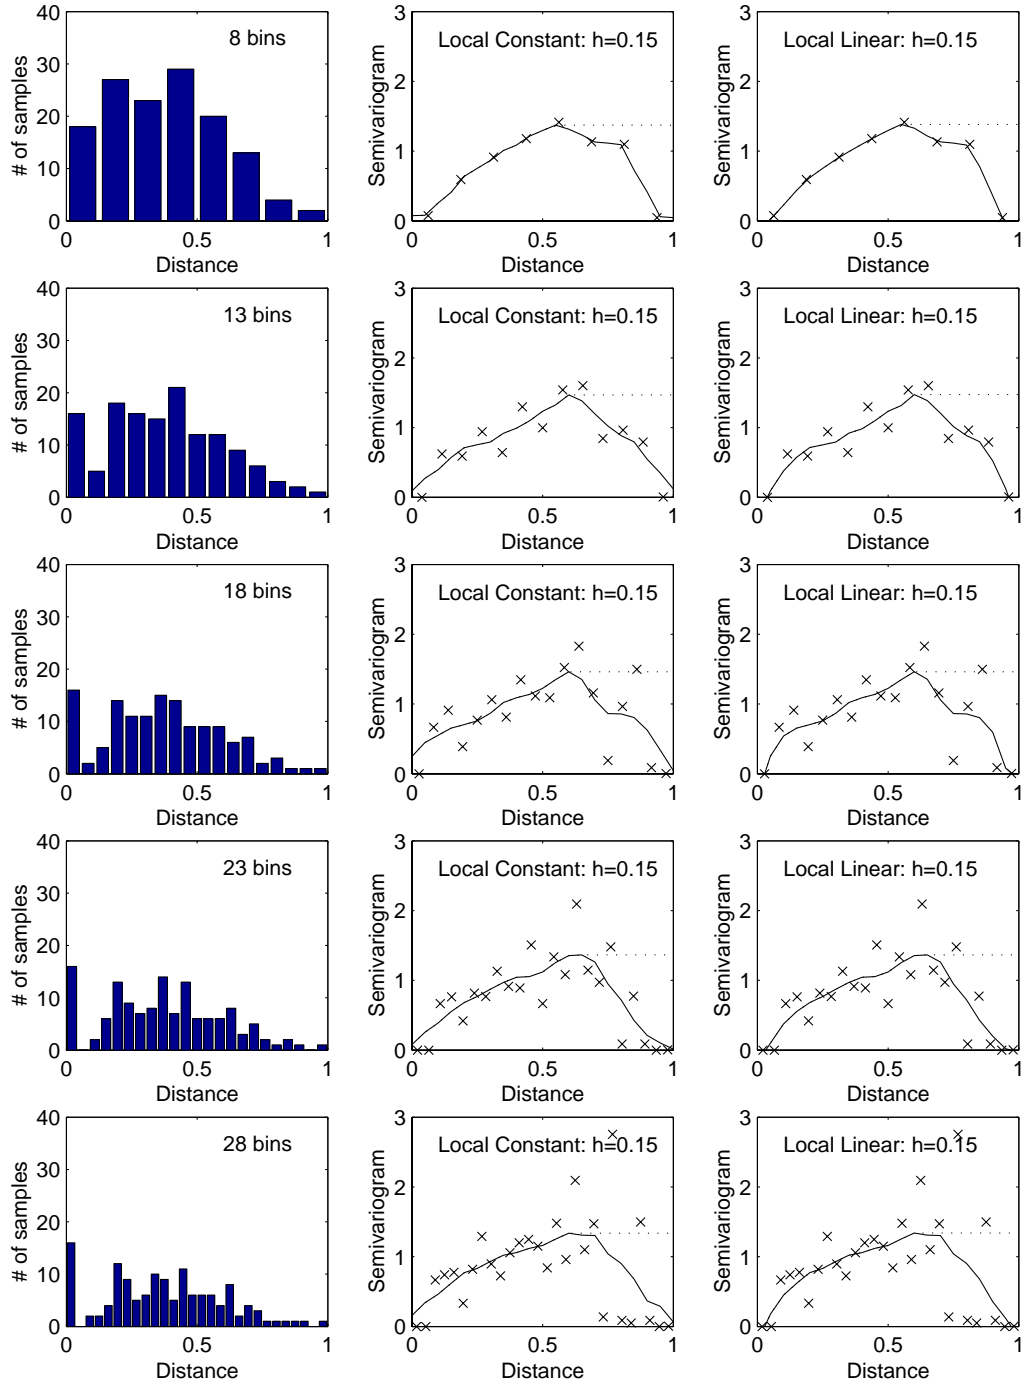 40
30
20
10
0
# of samples
8 bins
0 0.5 1
Distance
3
2
1
0
Semivariogram
Local Constant: h=0.15
0 0.5 1
Distance
3
2
1
0
Semivariogram
Local Linear: h=0.15
0 0.5 1
Distance
40
30
20
10
0
# of samples
13 bins
0 0.5 1
Distance
3
2
1
0
Semivariogram
Local Constant: h=0.15
0 0.5 1
Distance
3
2
1
0
Semivariogram
Local Linear: h=0.15
0 0.5 1
Distance
40
30
20
10
0
# of samples
18 bins
0 0.5 1
Distance
3
2
1
0
Semivariogram
Local Constant: h=0.15
0 0.5 1
Distance
3
2
1
0
Semivariogram
Local Linear: h=0.15
0 0.5 1
Distance
40
30
20
10
0
# of samples
23 bins
0 0.5 1
Distance
3
2
1
0
Semivariogram
Local Constant: h=0.15
0 0.5 1
Distance
3
2
1
0
Semivariogram
Local Linear: h=0.15
0 0.5 1
Distance
40
30
20
10
0
# of samples
28 bins
0 0.5 1
Distance
3
2
1
0
Semivariogram
Local Constant: h=0.15
0 0.5 1
Distance
3
2
1
0
Semivariogram
Local Linear: h=0.15
0 0.5 1
Distance